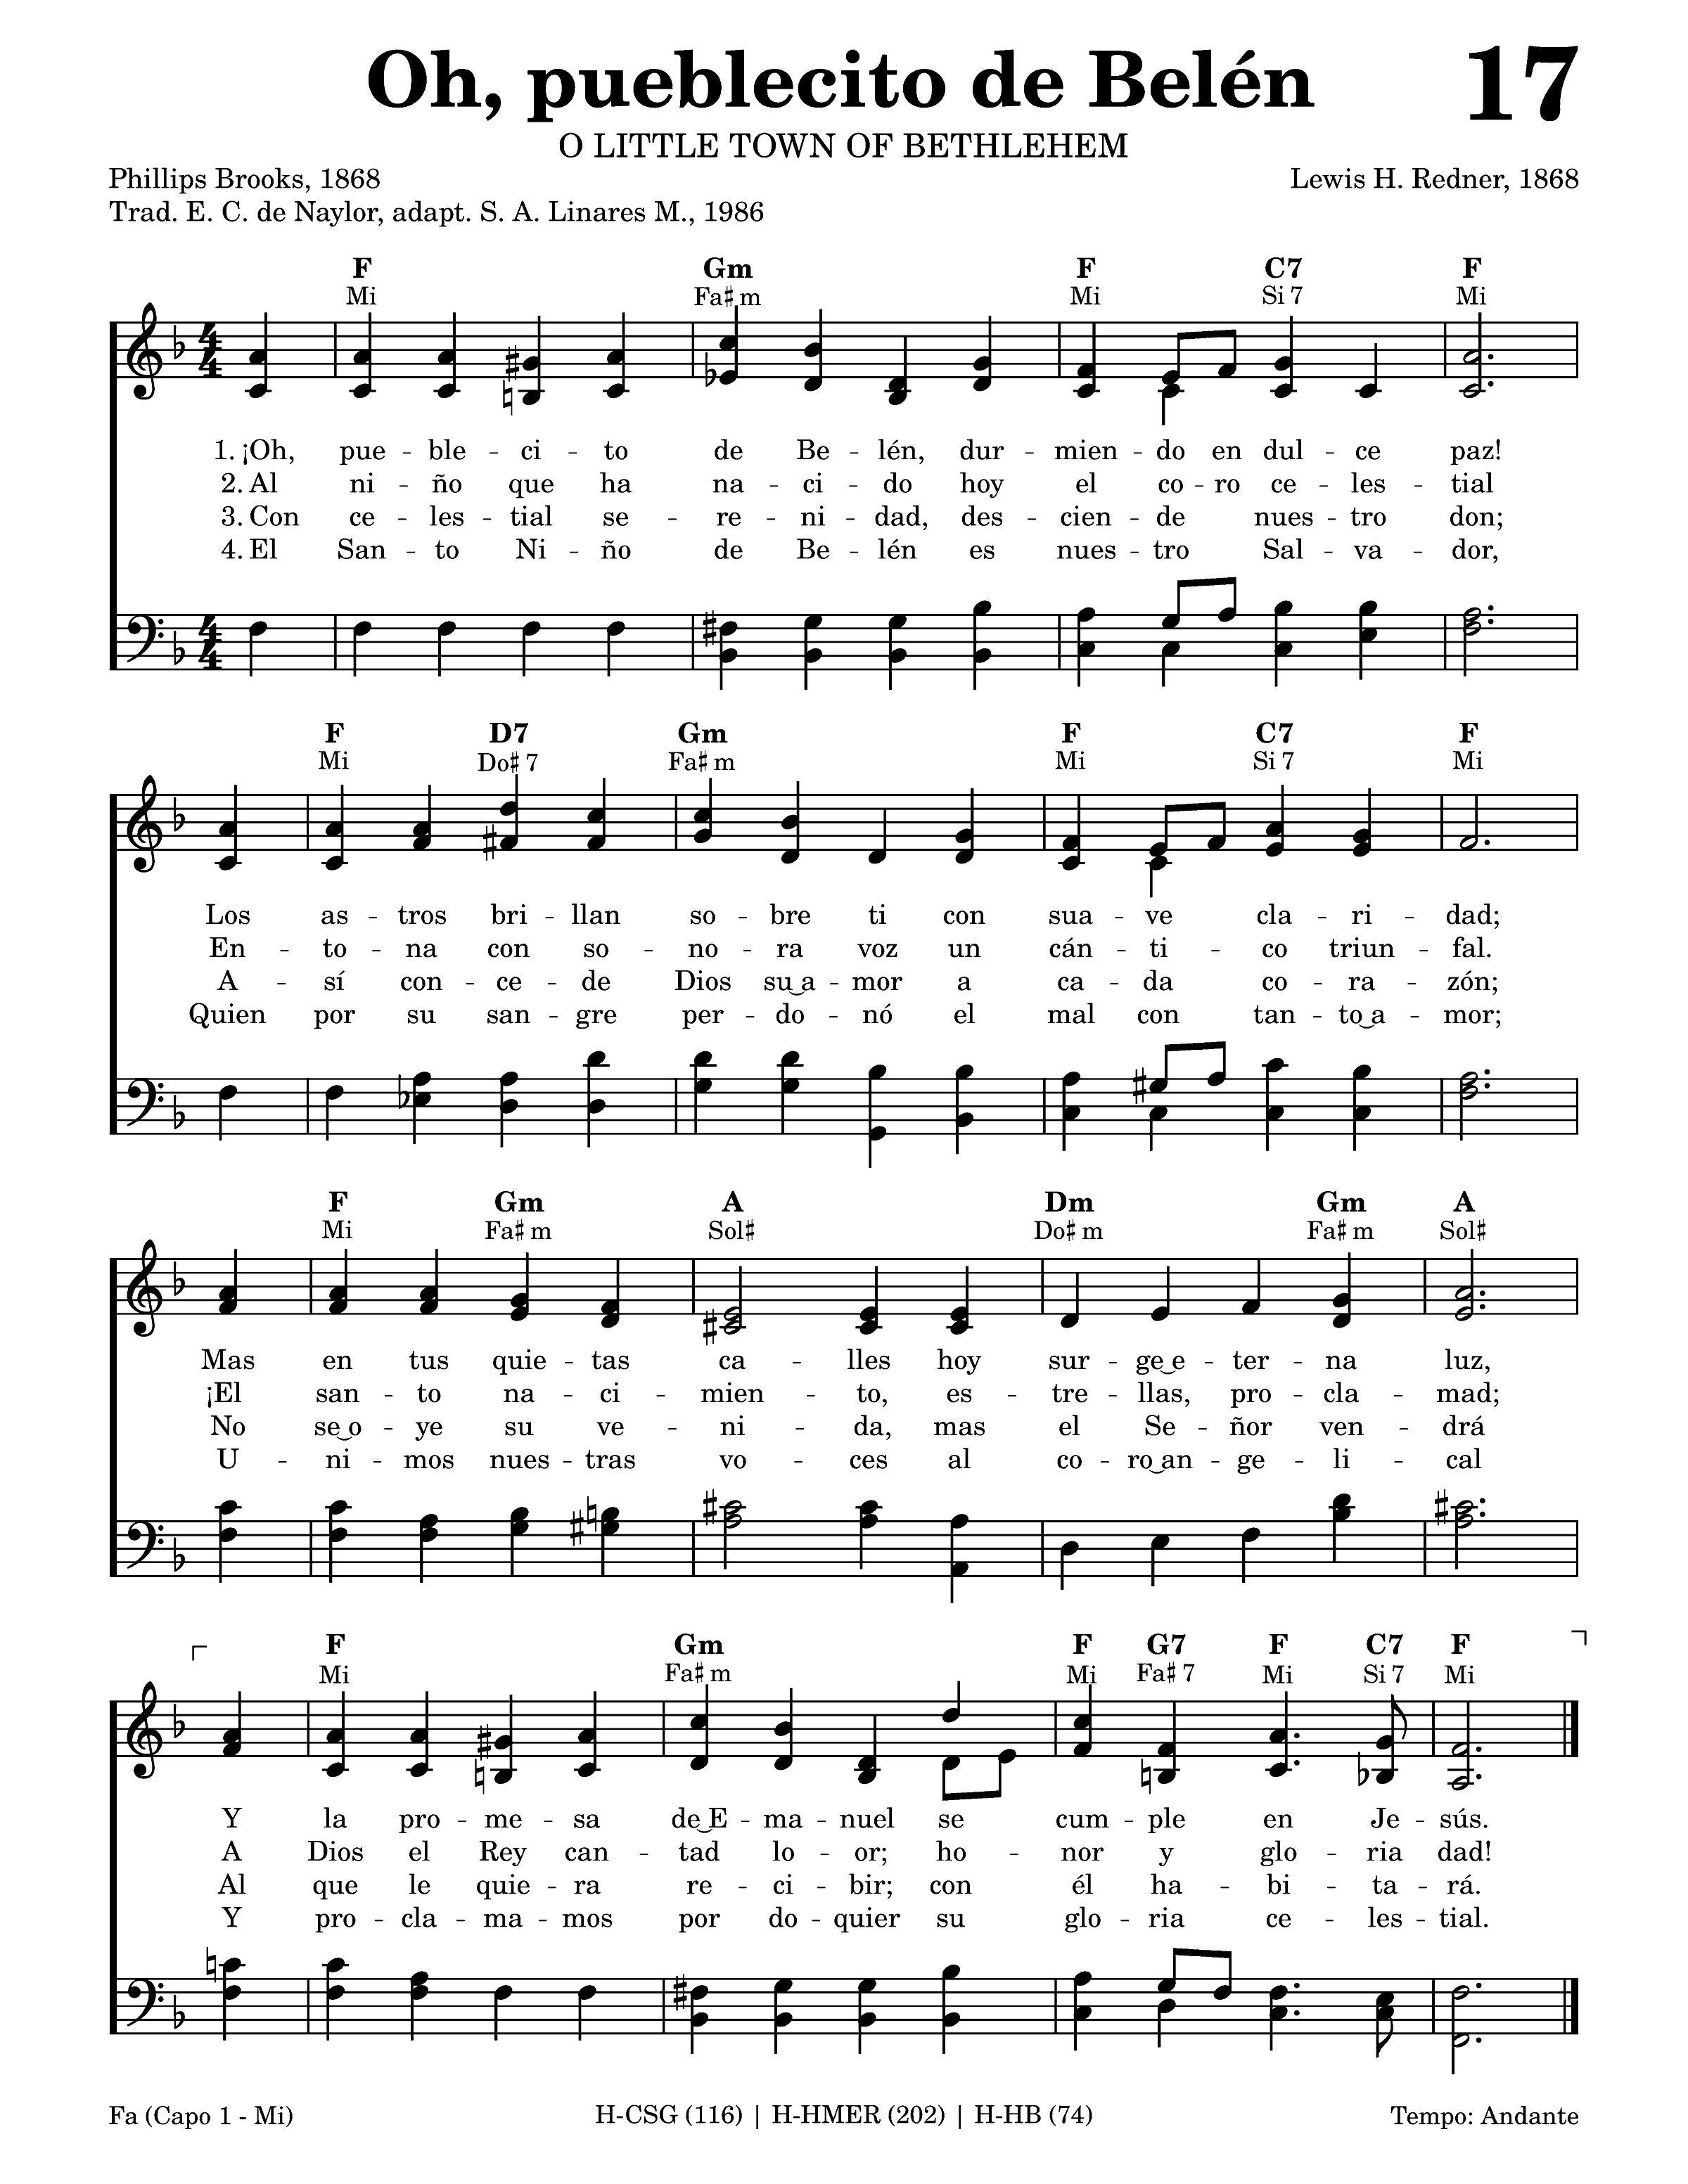 Oh, pueblecito de Belén 17
O LITTLE TOWN OF BETHLEHEM
Phillips Brooks, 1868 Lewis H. Redner, 1868
Trad. E. C. de Naylor, adapt. S. A. Linares M., 1986
F Gm F C7 F
Mi Fa♯ m Mi Si 7 Mi
4 4
1. ¡Oh, pue -- ble -- ci -- to de Be -- lén, dur -- mien -- do en dul -- ce paz!
2. Al ni -- ño que ha na -- ci -- do hoy el co -- ro ce -- les -- tial
3. Con ce -- les -- tial se -- re -- ni -- dad, des -- cien -- de nues -- tro don;
4. El San -- to Ni -- ño de Be -- lén es nues -- tro Sal -- va -- dor,
4 4
F D7 Gm F C7 F
Mi Do♯ 7 Fa♯ m Mi Si 7 Mi
Los as -- tros bri -- llan so -- bre ti con sua -- ve cla -- ri -- dad;
En -- to -- na con so -- no -- ra voz un cán -- ti -- co triun -- fal.
A -- sí con -- ce -- de Dios su‿a -- mor a ca -- da co -- ra -- zón;
Quien por su san -- gre per -- do -- nó el mal con tan -- to‿a -- mor;
F Gm A Dm Gm A
Mi Fa♯ m Sol♯ Do♯ m Fa♯ m Sol♯
Mas en tus quie -- tas ca -- lles hoy sur -- ge‿e -- ter -- na luz,
¡El san -- to na -- ci -- mien -- to, es -- tre -- llas, pro -- cla -- mad;
No se‿o -- ye su ve -- ni -- da, mas el Se -- ñor ven -- drá
U -- ni -- mos nues -- tras vo -- ces al co -- ro‿an -- ge -- li -- cal
F Gm F G7 F C7 F
Mi Fa♯ m Mi Fa♯ 7 Mi Si 7 Mi
Y la pro -- me -- sa de‿E -- ma -- nuel se cum -- ple en Je -- sús.
A Dios el Rey can -- tad lo -- or; ho -- nor y glo -- ria dad!
Al que le quie -- ra re -- ci -- bir; con él ha -- bi -- ta -- rá.
Y pro -- cla -- ma -- mos por do -- quier su glo -- ria ce -- les -- tial.
Fa (Capo 1 - Mi) H-CSG (116) | H-HMER (202) | H-HB (74) Tempo: Andante